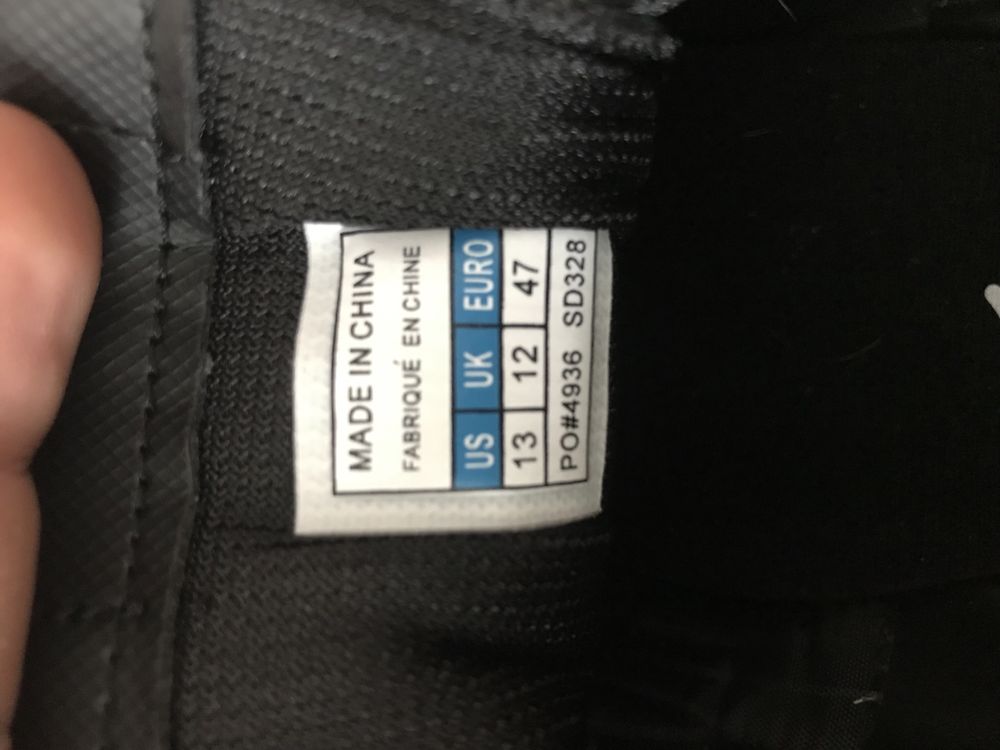 MADE IN CHINA
FABRIQUÉ EN CHINE
US UK EURO
13 12 47
PO#4936 SD328